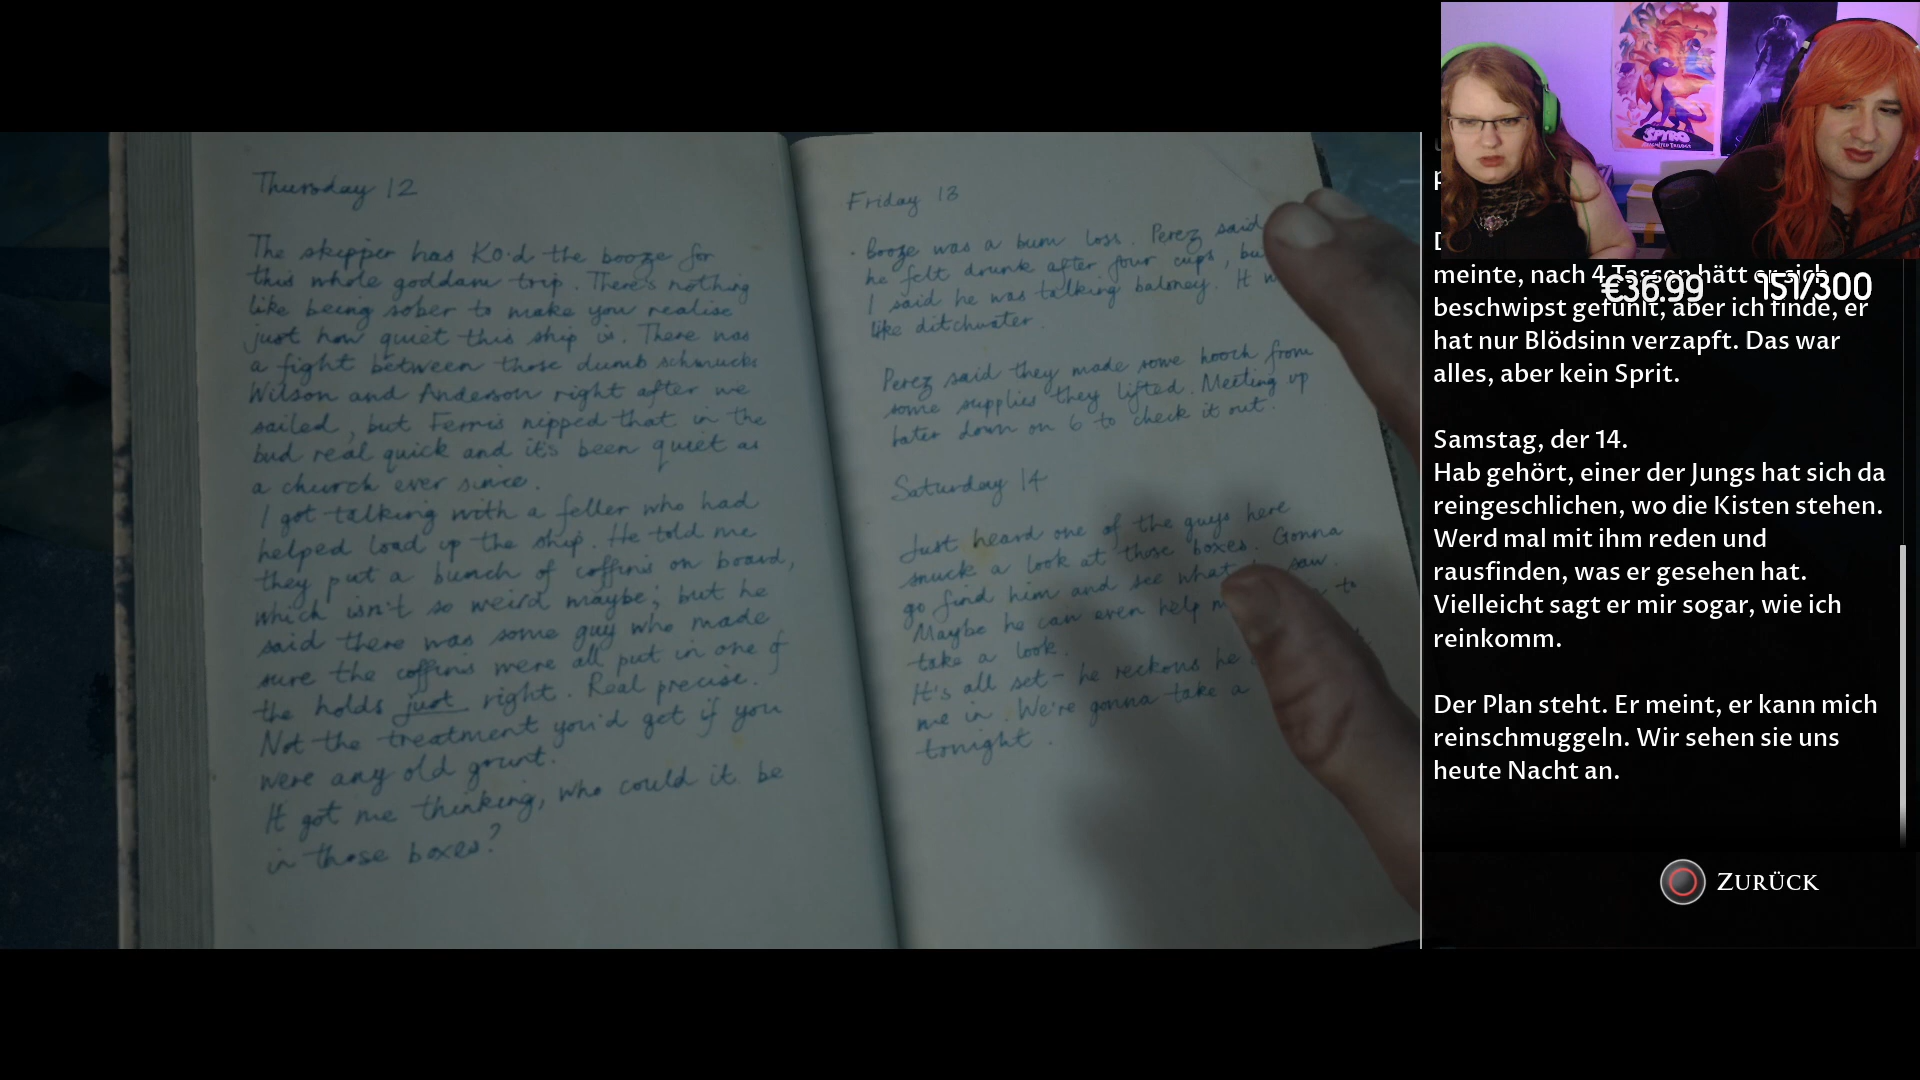 Thursday 12
The skipper has KO'd the booze for
this whole goddam trip. There's nothing
like being sober to make you realise
just how quiet this ship is. There was
a fight between those dumb schmucks
Wilson and Anderson right after we
sailed, but Ferris nipped that in the
bud real quick and it's been quiet as
a church ever since.
I got talking with a feller who had
helped load up the ship. He told me
they put a bunch of coffins on board,
which isn't so weird maybe; but he
said there was some guy who made
sure the coffins were all put in one of
the holds just right. Real precise.
Not the treatment you'd get if you
were any old grunt.
It got me thinking, who could it be
in those boxes?
Friday 13
Booze was a bum loss. Perez said
he felt drunk after four cups, bu
I said he was talking baloney. It w
like ditchwater.
Perez said they made some hooch from
some supplies they lifted. Meeting up
later down on 6 to check it out.
Saturday 14
Just heard one of the guys here
snuck a look at those boxes. Gonna
go find him and see what saw.
Maybe he can even help to
take a look.
It's all set - he reckons he
me in. We're gonna take a
tonight.
SPYRO
meinte, nach 4 Tassen hätt er sich
€36.99 151/300
beschwipst gefühlt, aber ich finde, er
hat nur Blödsinn verzapft. Das war
alles, aber kein Sprit.
Samstag, der 14.
Hab gehört, einer der Jungs hat sich da
reingeschlichen, wo die Kisten stehen.
Werd mal mit ihm reden und
rausfinden, was er gesehen hat.
Vielleicht sagt er mir sogar, wie ich
reinkomm.
Der Plan steht. Er meint, er kann mich
reinschmuggeln. Wir sehen sie uns
heute Nacht an.
ZURÜCK